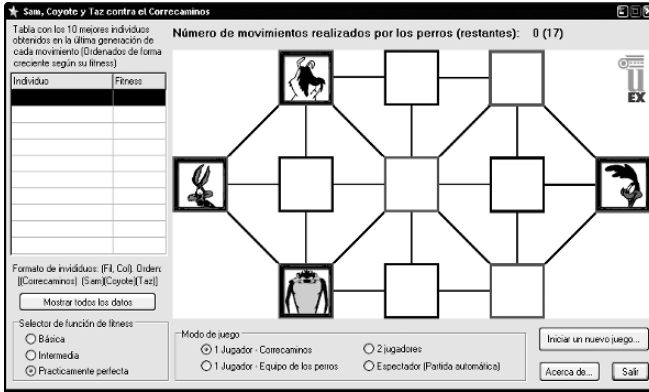 Sam, Coyote y Taz contra el Correcaminos
Tabla con los 10 mejores individuos
obtenidos en la última generación de
cada movimiento (Ordenados de forma
creciente según su fitness)
Número de movimientos realizados por los perros (restantes): 0 (17)
Individuo Fitness
U
EX
Formato de invididuos: (Fil, Col). Orden:
[(Correcaminos) (Sam)(Coyote)(Taz)]
Mostrar todos los datos
Selector de función de fitness
Básica
Intermedia
Practicamente perfecta
Modo de juego
1 Jugador - Correcaminos
2 jugadores
1 Jugador - Equipo de los perros
Espectador (Partida automática)
Iniciar un nuevo juego...
Acerca de...
Salir